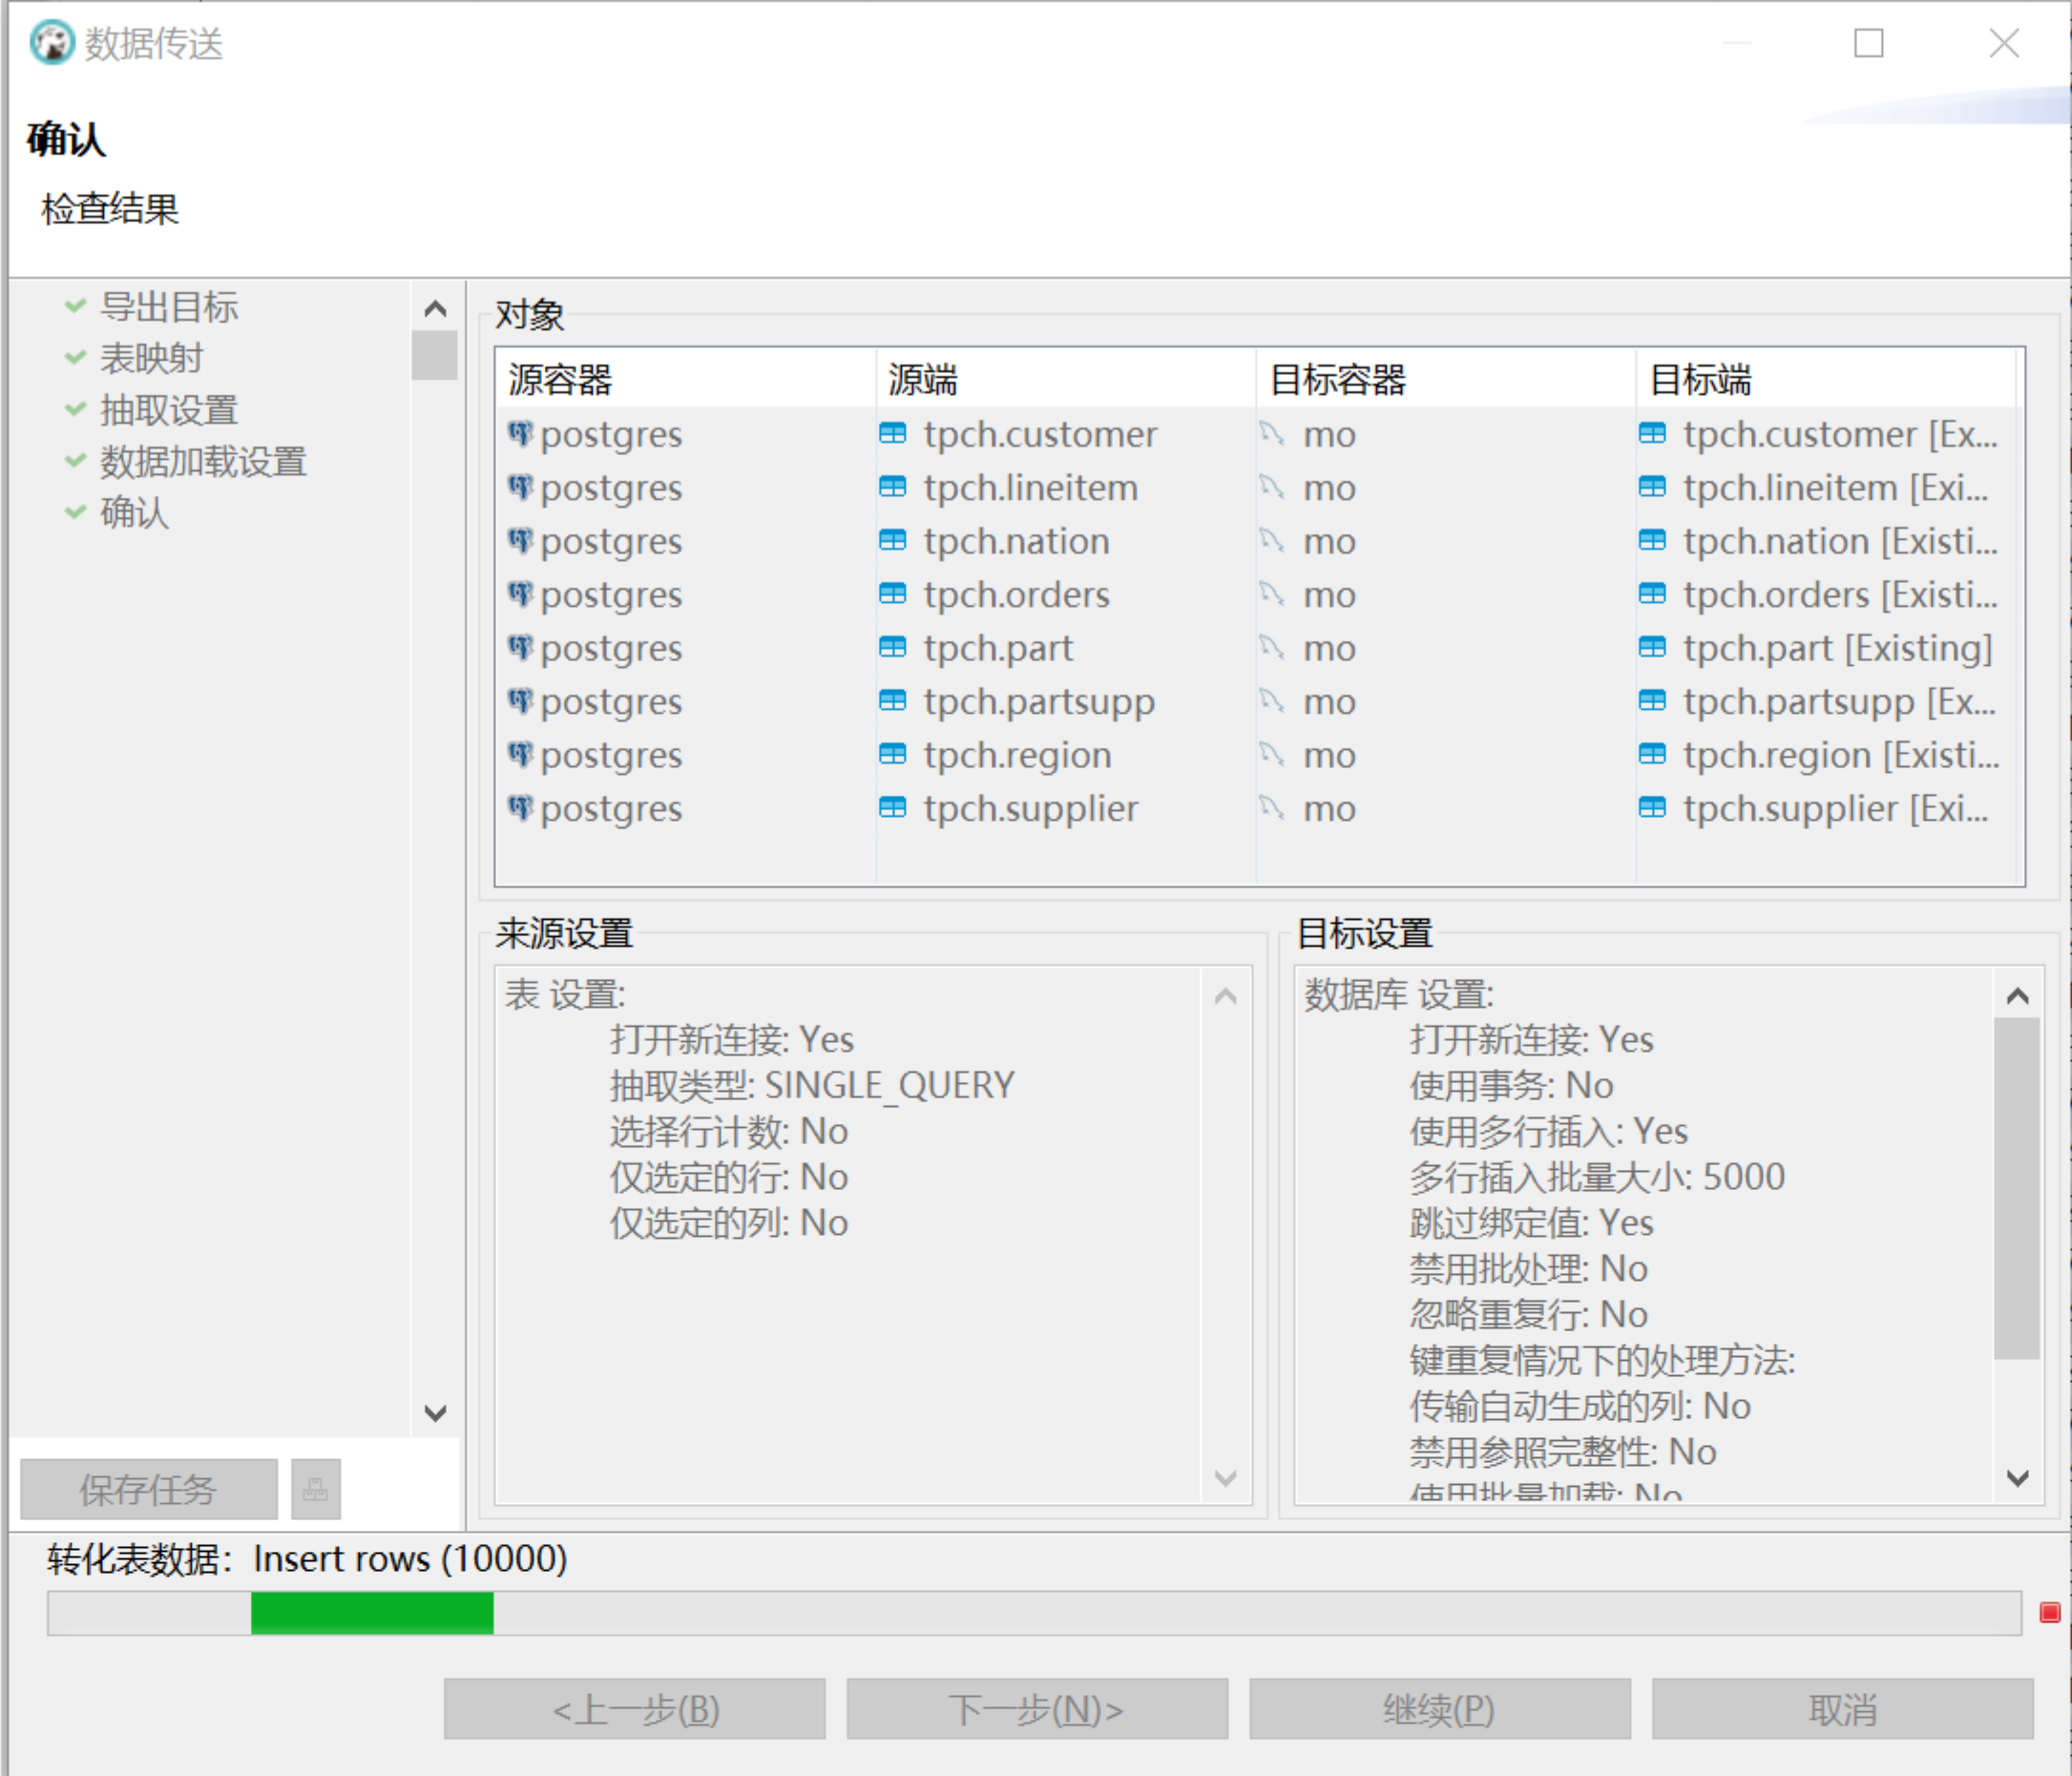 数据传送
确认
检查结果
导出目标
表映射
抽取设置
数据加载设置
确认
对象
源容器 源端 目标容器 目标端
postgres tpch.customer mo tpch.customer [Ex...
postgres tpch.lineitem mo tpch.lineitem [Exi...
postgres tpch.nation mo tpch.nation [Existi...
postgres tpch.orders mo tpch.orders [Existi...
postgres tpch.part mo tpch.part [Existing]
postgres tpch.partsupp mo tpch.partsupp [Ex...
postgres tpch.region mo tpch.region [Existi...
postgres tpch.supplier mo tpch.supplier [Exi...
来源设置
表 设置:
打开新连接: Yes
抽取类型: SINGLE_QUERY
选择行计数: No
仅选定的行: No
仅选定的列: No
目标设置
数据库 设置:
打开新连接: Yes
使用事务: No
使用多行插入: Yes
多行插入批量大小: 5000
跳过绑定值: Yes
禁用批处理: No
忽略重复行: No
键重复情况下的处理方法:
传输自动生成的列: No
禁用参照完整性: No
使用批量加载: No
保存任务
转化表数据: Insert rows (10000)
<上一步(B) 下一步(N)> 继续(P) 取消